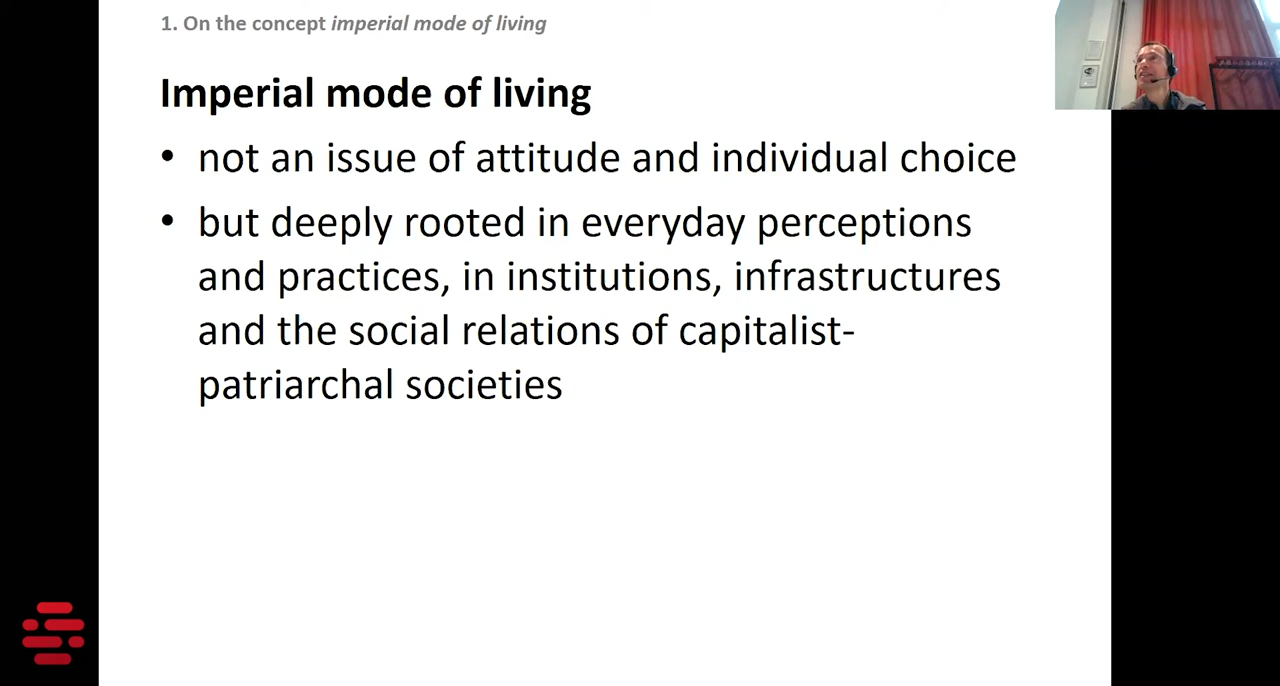 1. On the concept imperial mode of living
Imperial mode of living
• not an issue of attitude and individual choice
• but deeply rooted in everyday perceptions
and practices, in institutions, infrastructures
and the social relations of capitalist-
patriarchal societies